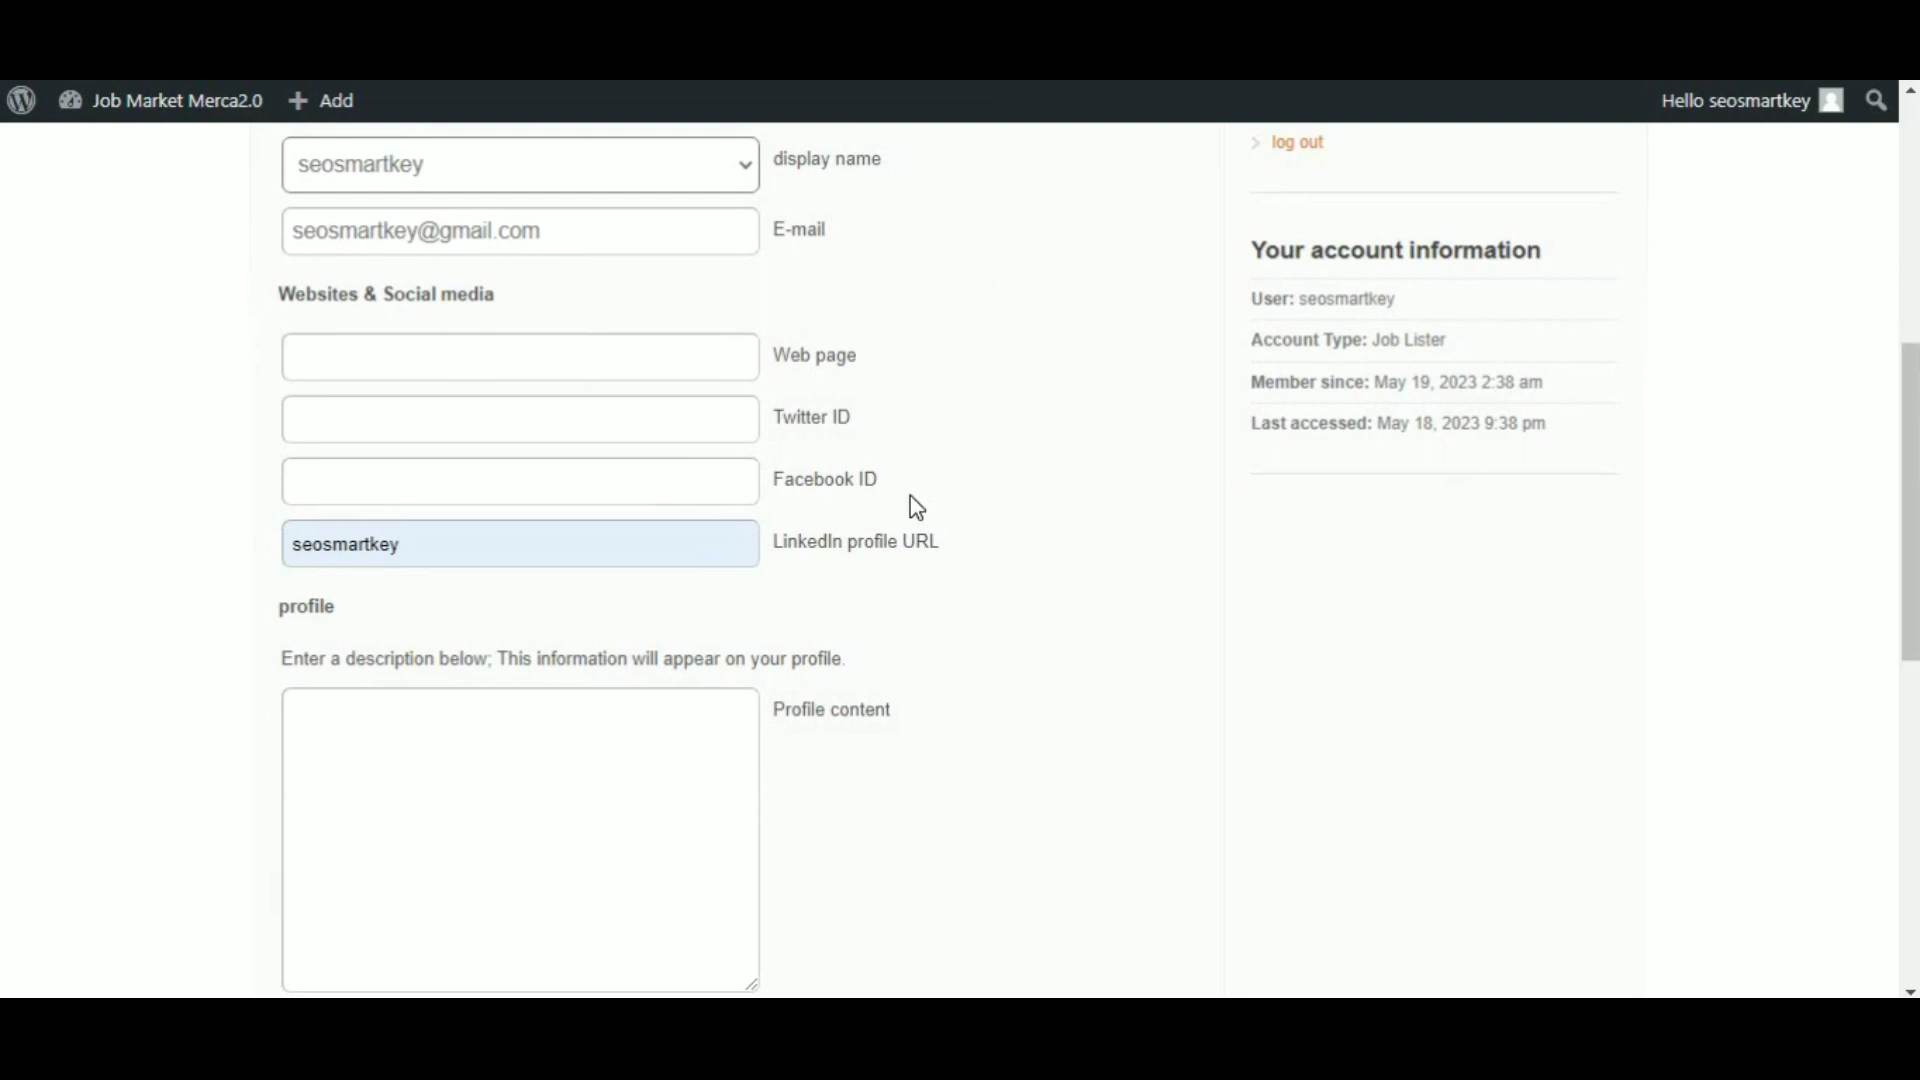 Job Market Merca2.0 Add Hello seosmartkey
seosmartkey display name
seosmartkey@gmail.com E-mail
Websites & Social media
Web page
Twitter ID
Facebook ID
seosmartkey LinkedIn profile URL
profile
Enter a description below; This information will appear on your profile.
Profile content
log out
Your account information
User: seosmartkey
Account Type: Job Lister
Member since: May 19, 2023 2:38 am
Last accessed: May 18, 2023 9:38 pm